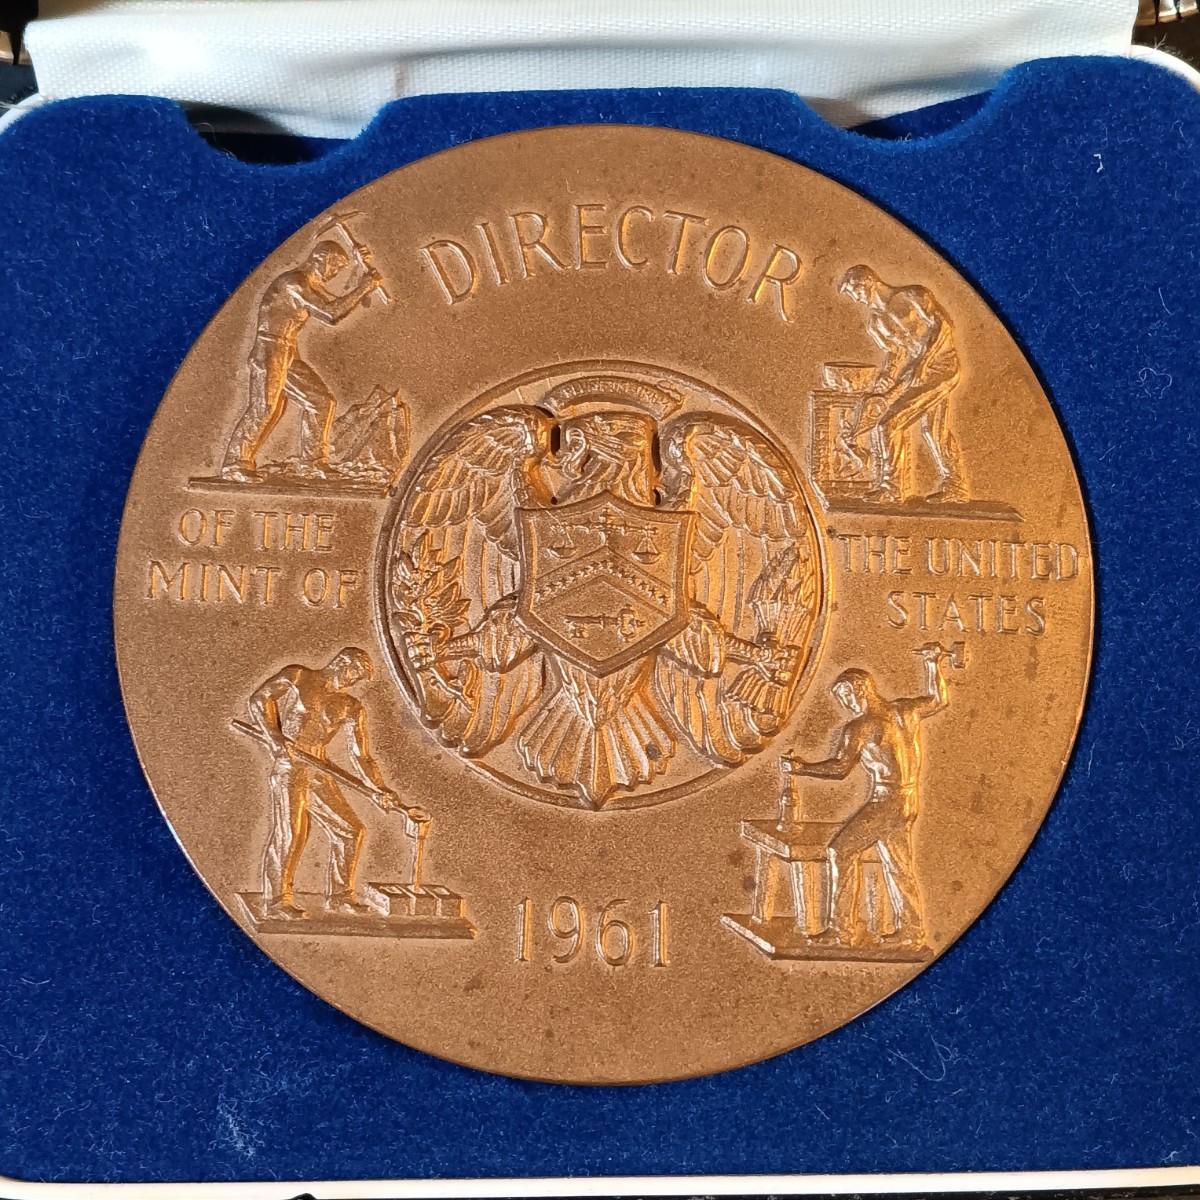 DIRECTOR
OF THE
MINT OF
THE UNITED
STATES
1961